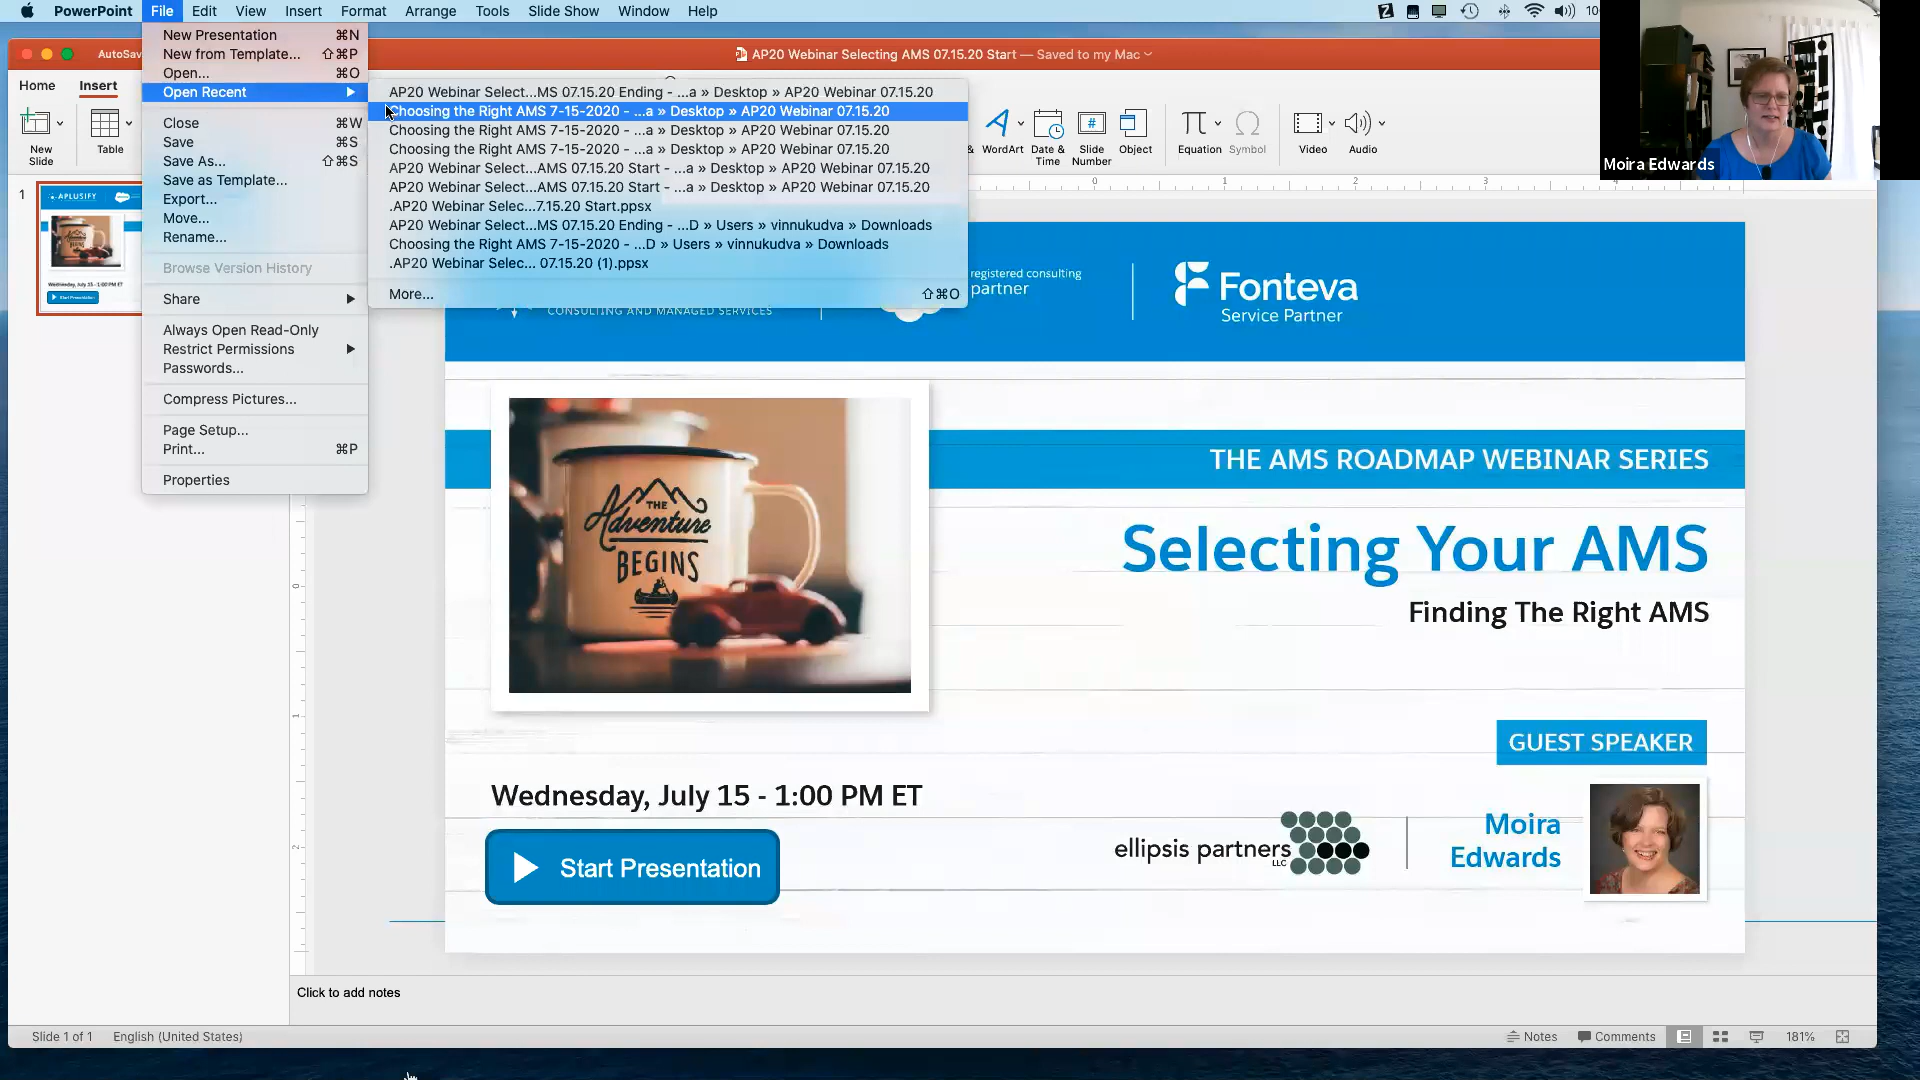 PowerPoint File Edit View Insert Format Arrange Tools Slide Show Window Help
AP20 Webinar Selecting AMS 07.15.20 Start — Saved to my Mac
Home Insert
New Slide
Table
WordArt
Date & Time
Slide Number
Object
Equation
Symbol
Video
Audio
New Presentation ⌘N
New from Template... ⇧⌘P
Open... ⌘O
Open Recent
Close ⌘W
Save ⌘S
Save As... ⇧⌘S
Save as Template...
Export...
Move...
Rename...
Browse Version History
Share
Always Open Read-Only
Restrict Permissions
Passwords...
Compress Pictures...
Page Setup...
Print... ⌘P
Properties
AP20 Webinar Select...MS 07.15.20 Ending - ...a » Desktop » AP20 Webinar 07.15.20
Choosing the Right AMS 7-15-2020 - ...a » Desktop » AP20 Webinar 07.15.20
Choosing the Right AMS 7-15-2020 - ...a » Desktop » AP20 Webinar 07.15.20
Choosing the Right AMS 7-15-2020 - ...a » Desktop » AP20 Webinar 07.15.20
AP20 Webinar Select...AMS 07.15.20 Start - ...a » Desktop » AP20 Webinar 07.15.20
AP20 Webinar Select...AMS 07.15.20 Start - ...a » Desktop » AP20 Webinar 07.15.20
.AP20 Webinar Selec...7.15.20 Start.ppsx
AP20 Webinar Select...MS 07.15.20 Ending - ...D » Users » vinnukudva » Downloads
Choosing the Right AMS 7-15-2020 - ...D » Users » vinnukudva » Downloads
.AP20 Webinar Selec... 07.15.20 (1).ppsx
More... ⇧⌘O
Moira Edwards
1
APLUSIFY
CONSULTING AND MANAGED SERVICES
registered consulting
partner
Fonteva
Service Partner
THE AMS ROADMAP WEBINAR SERIES
THE
Adventure
BEGINS
Selecting Your AMS
Finding The Right AMS
GUEST SPEAKER
Wednesday, July 15 - 1:00 PM ET
Start Presentation
ellipsis partners
LLC
Moira
Edwards
Click to add notes
Slide 1 of 1 English (United States) Notes Comments 181%